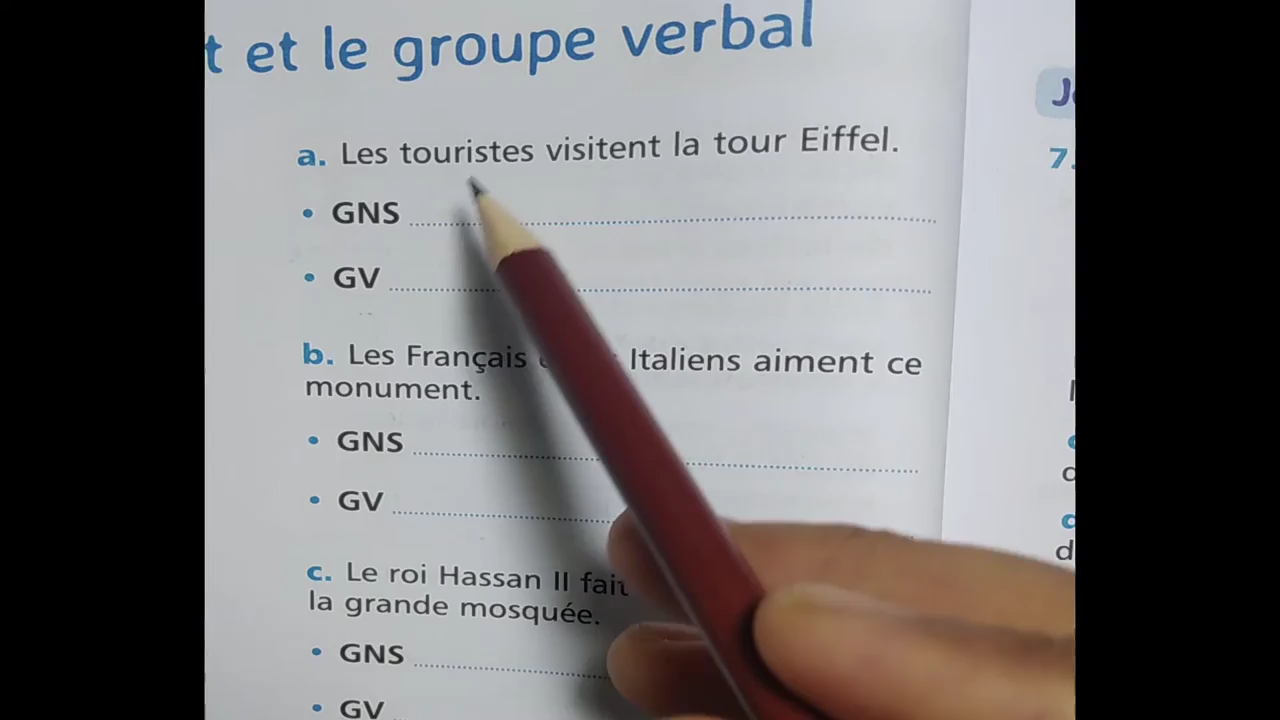 t et le groupe verbal
a. Les touristes visitent la tour Eiffel.
• GNS
• GV
b. Les Français Italiens aiment ce
monument.
• GNS
• GV
c. Le roi Hassan II fait
la grande mosquée.
• GNS
• GV
7.